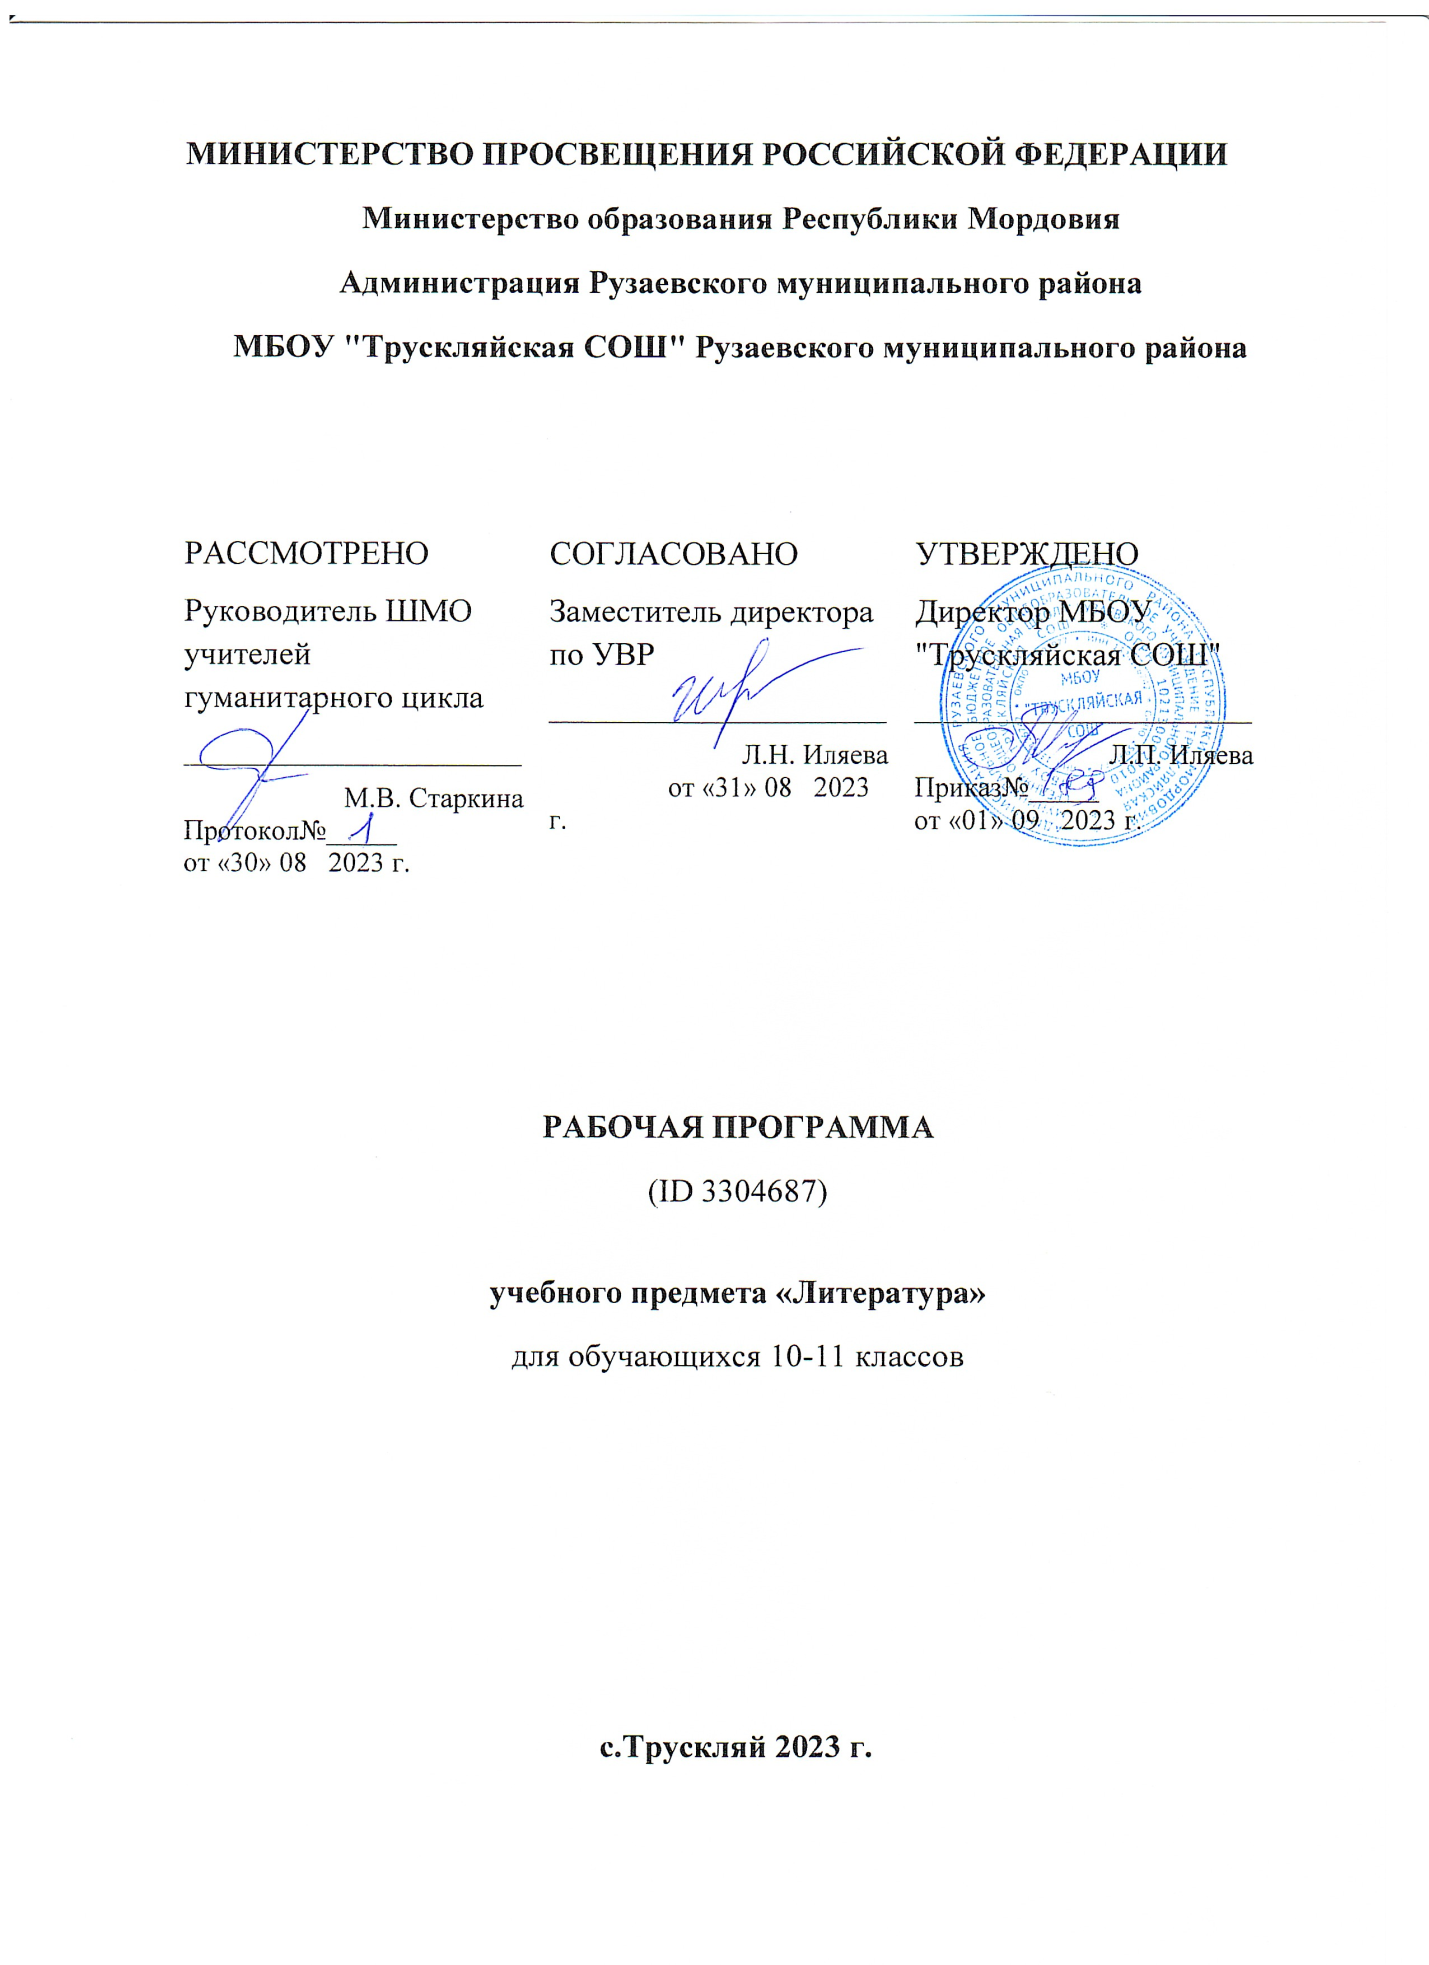 МИНИСТЕРСТВО ПРОСВЕЩЕНИЯ РОССИЙСКОЙ ФЕДЕРАЦИИ
Министерство образования Республики Мордовия
Администрация Рузаевского муниципального района
МБОУ "Трускляйская СОШ" Рузаевского муниципального района
РАССМОТРЕНО
Руководитель ШМО
учителей
гуманитарного цикла
М.В. Старкина
Протокол№ 1
от «30» 08 2023 г.
СОГЛАСОВАНО
Заместитель директора
по УВР
Л.Н. Иляева
от «31» 08 2023
г.
УТВЕРЖДЕНО
Директор МБОУ
"Трускляйская СОШ"
Л.П. Иляева
Приказ№
от «01» 09 2023 г.
МБОУ
"ТРУСКЛЯЙСКАЯ
СОШ"
РАБОЧАЯ ПРОГРАММА
(ID 3304687)
учебного предмета «Литература»
для обучающихся 10-11 классов
с.Трускляй 2023 г.